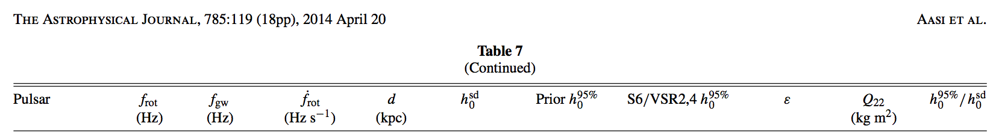 THE ASTROPHYSICAL JOURNAL, 785:119 (18pp), 2014 April 20 AASI ET AL.
Table 7
(Continued)
Pulsar f_rot f_gw ḟ_rot d h_0^sd Prior h_0^95% S6/VSR2,4 h_0^95% ε Q_22 h_0^95%/h_0^sd
(Hz) (Hz) (Hz s⁻¹) (kpc) (kg m²)